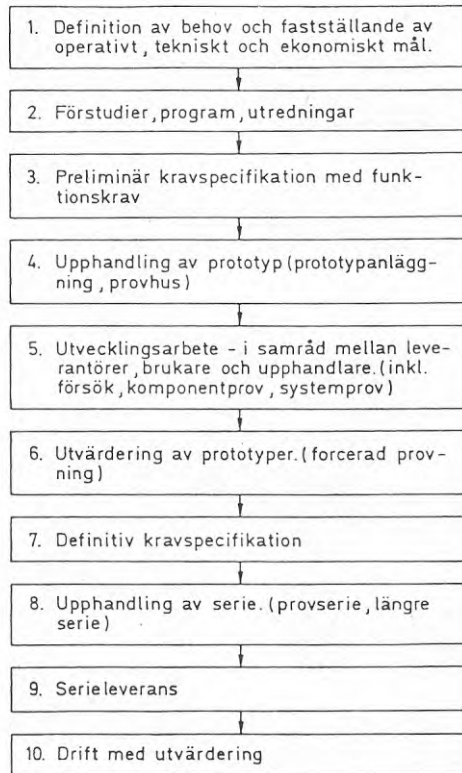 1. Definition av behov och fastställande av
operativt, tekniskt och ekonomiskt mål.
2. Förstudier, program, utredningar
3. Preliminär kravspecifikation med funk-
tionskrav
4. Upphandling av prototyp (prototypanlägg-
ning, provhus)
5. Utvecklingsarbete - i samråd mellan leve-
rantörer, brukare och upphandlare. (inkl.
försök, komponentprov, systemprov)
6. Utvärdering av prototyper. (forcerad prov-
ning)
7. Definitiv kravspecifikation
8. Upphandling av serie. (provserie, längre
serie)
9. Serieleverans
10. Drift med utvärdering